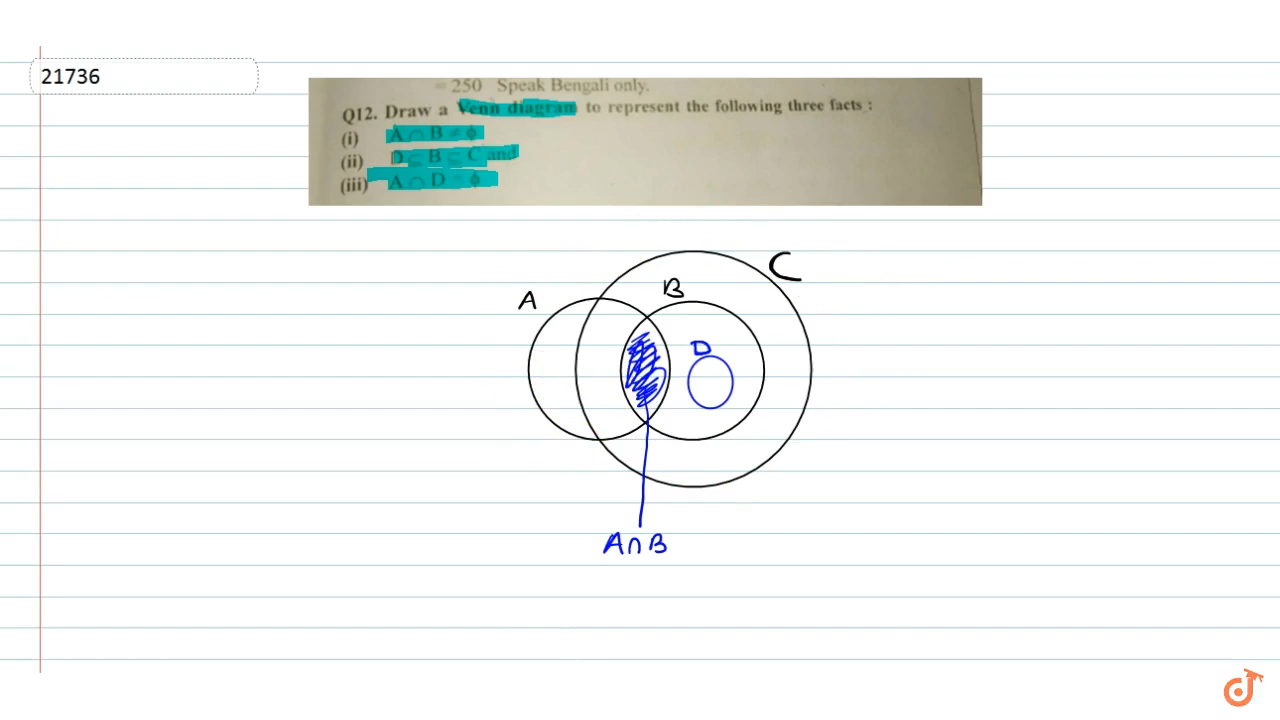 21736
= 250 Speak Bengali only.
Q12. Draw a Venn diagram to represent the following three facts :
(i) A ∩ B ≠ ϕ
(ii) D ⊆ B ⊆ C and
(iii) A ∩ D = ϕ
C
B
A
D
A∩B